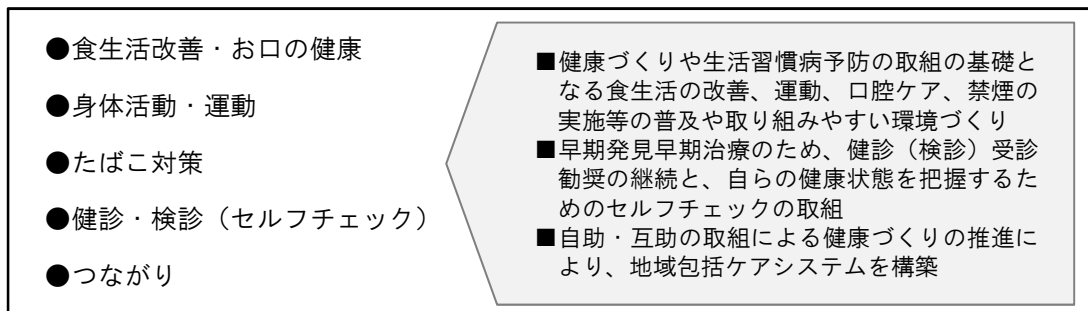 ●食生活改善・お口の健康
●身体活動・運動
●たばこ対策
●健診・検診（セルフチェック）
●つながり
■健康づくりや生活習慣病予防の取組の基礎と
なる食生活の改善、運動、口腔ケア、禁煙の
実施等の普及や取り組みやすい環境づくり
■早期発見早期治療のため、健診（検診）受診
勧奨の継続と、自らの健康状態を把握するた
めのセルフチェックの取組
■自助・互助の取組による健康づくりの推進に
より、地域包括ケアシステムを構築